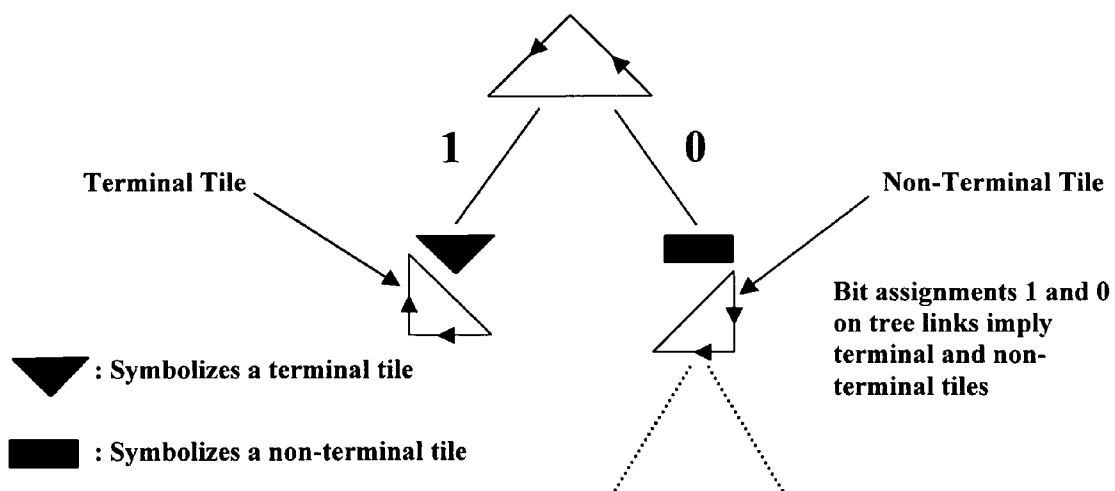 1
0
Terminal Tile
Non-Terminal Tile
Bit assignments 1 and 0
on tree links imply
terminal and non-
terminal tiles
: Symbolizes a terminal tile
: Symbolizes a non-terminal tile